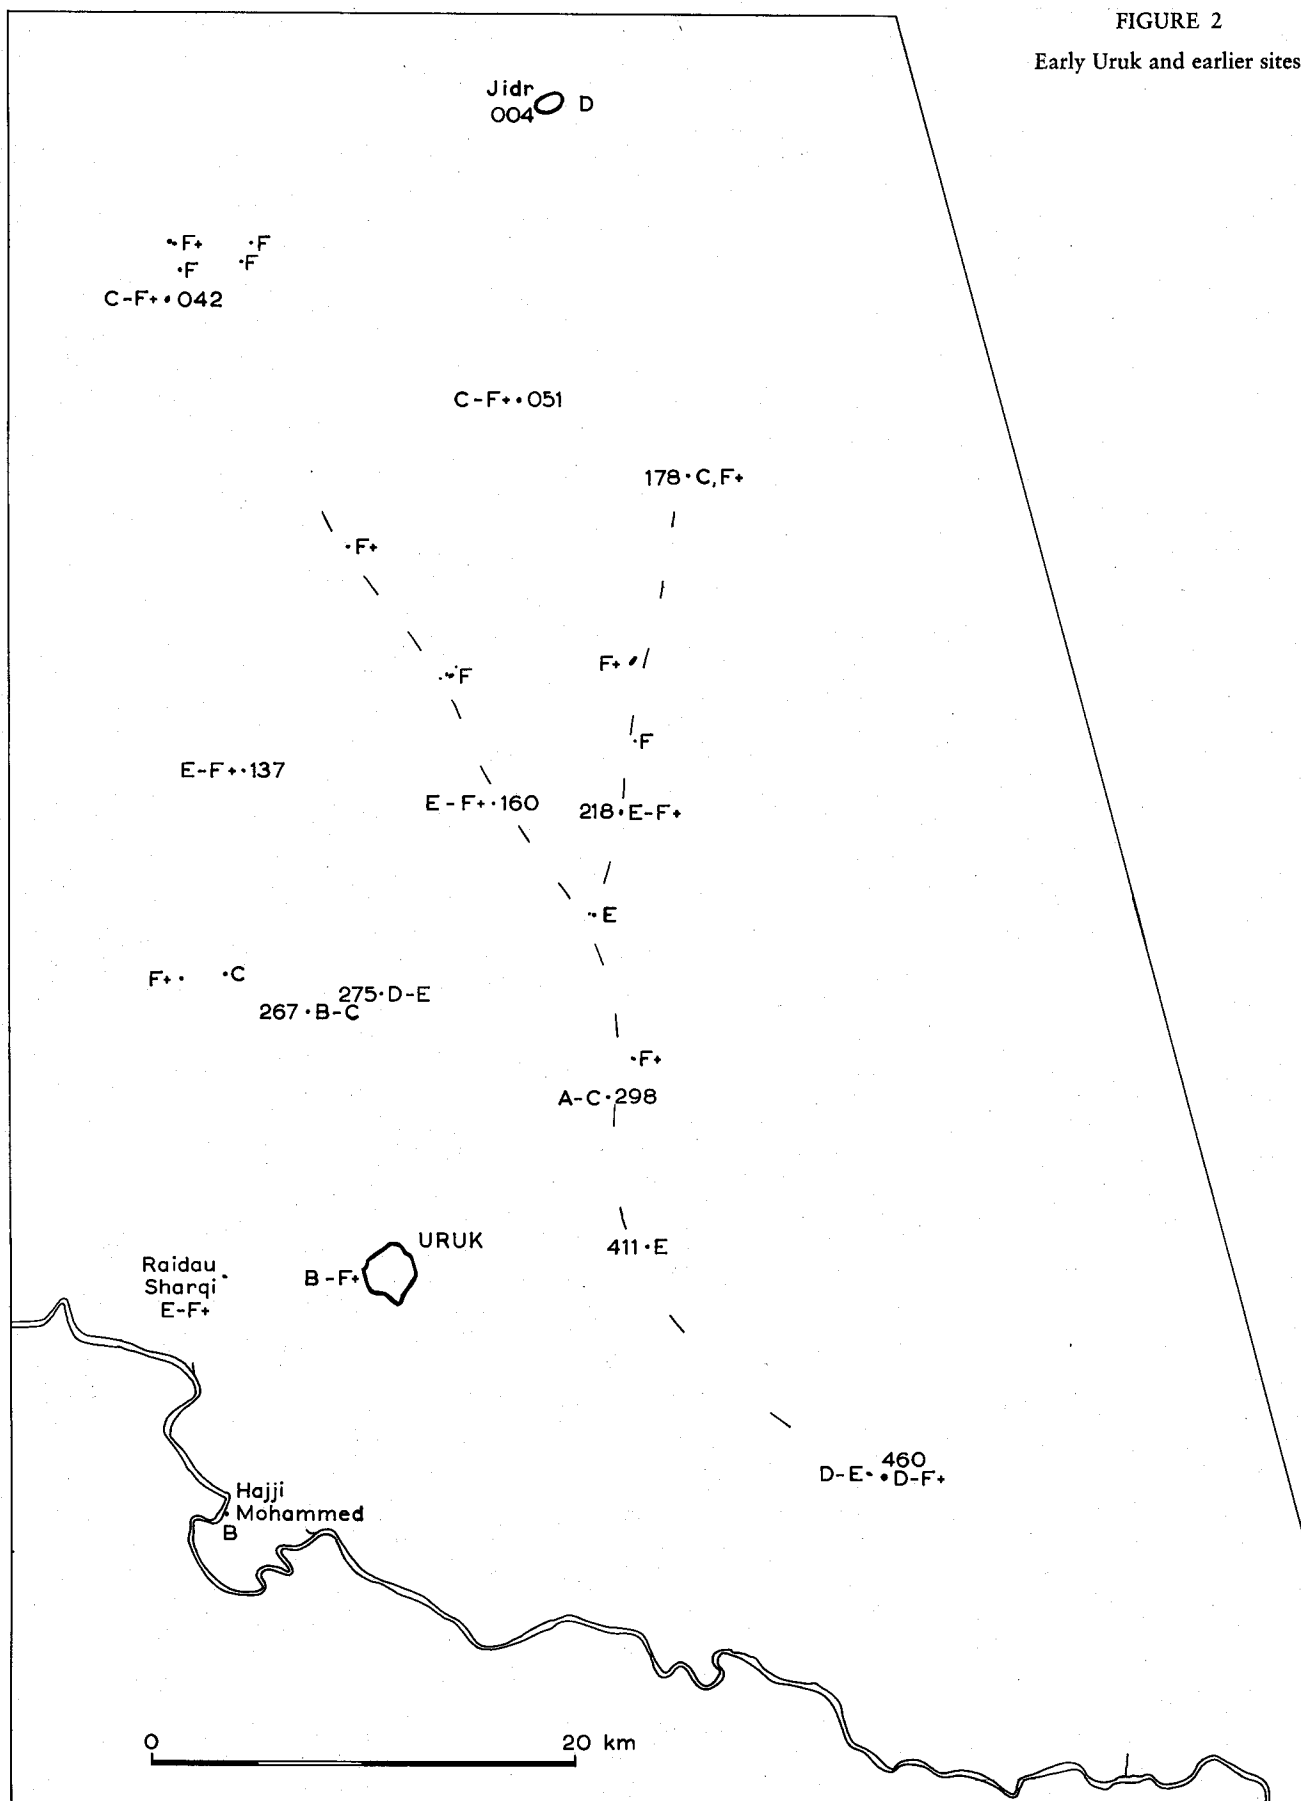 FIGURE 2
Early Uruk and earlier sites
Jidr
004 D
F+ F
F F
C-F+ 042
C-F+ 051
178 C,F+
F+
F+
F
F
E-F+ 137
E-F+ 160
218 E-F+
E
F+ C
275 D-E
267 B-C
F+
A-C 298
URUK
411 E
Raidau
Sharqi
E-F+
B-F+
460
D-E D-F+
Hajji
Mohammed
B
0 20 km